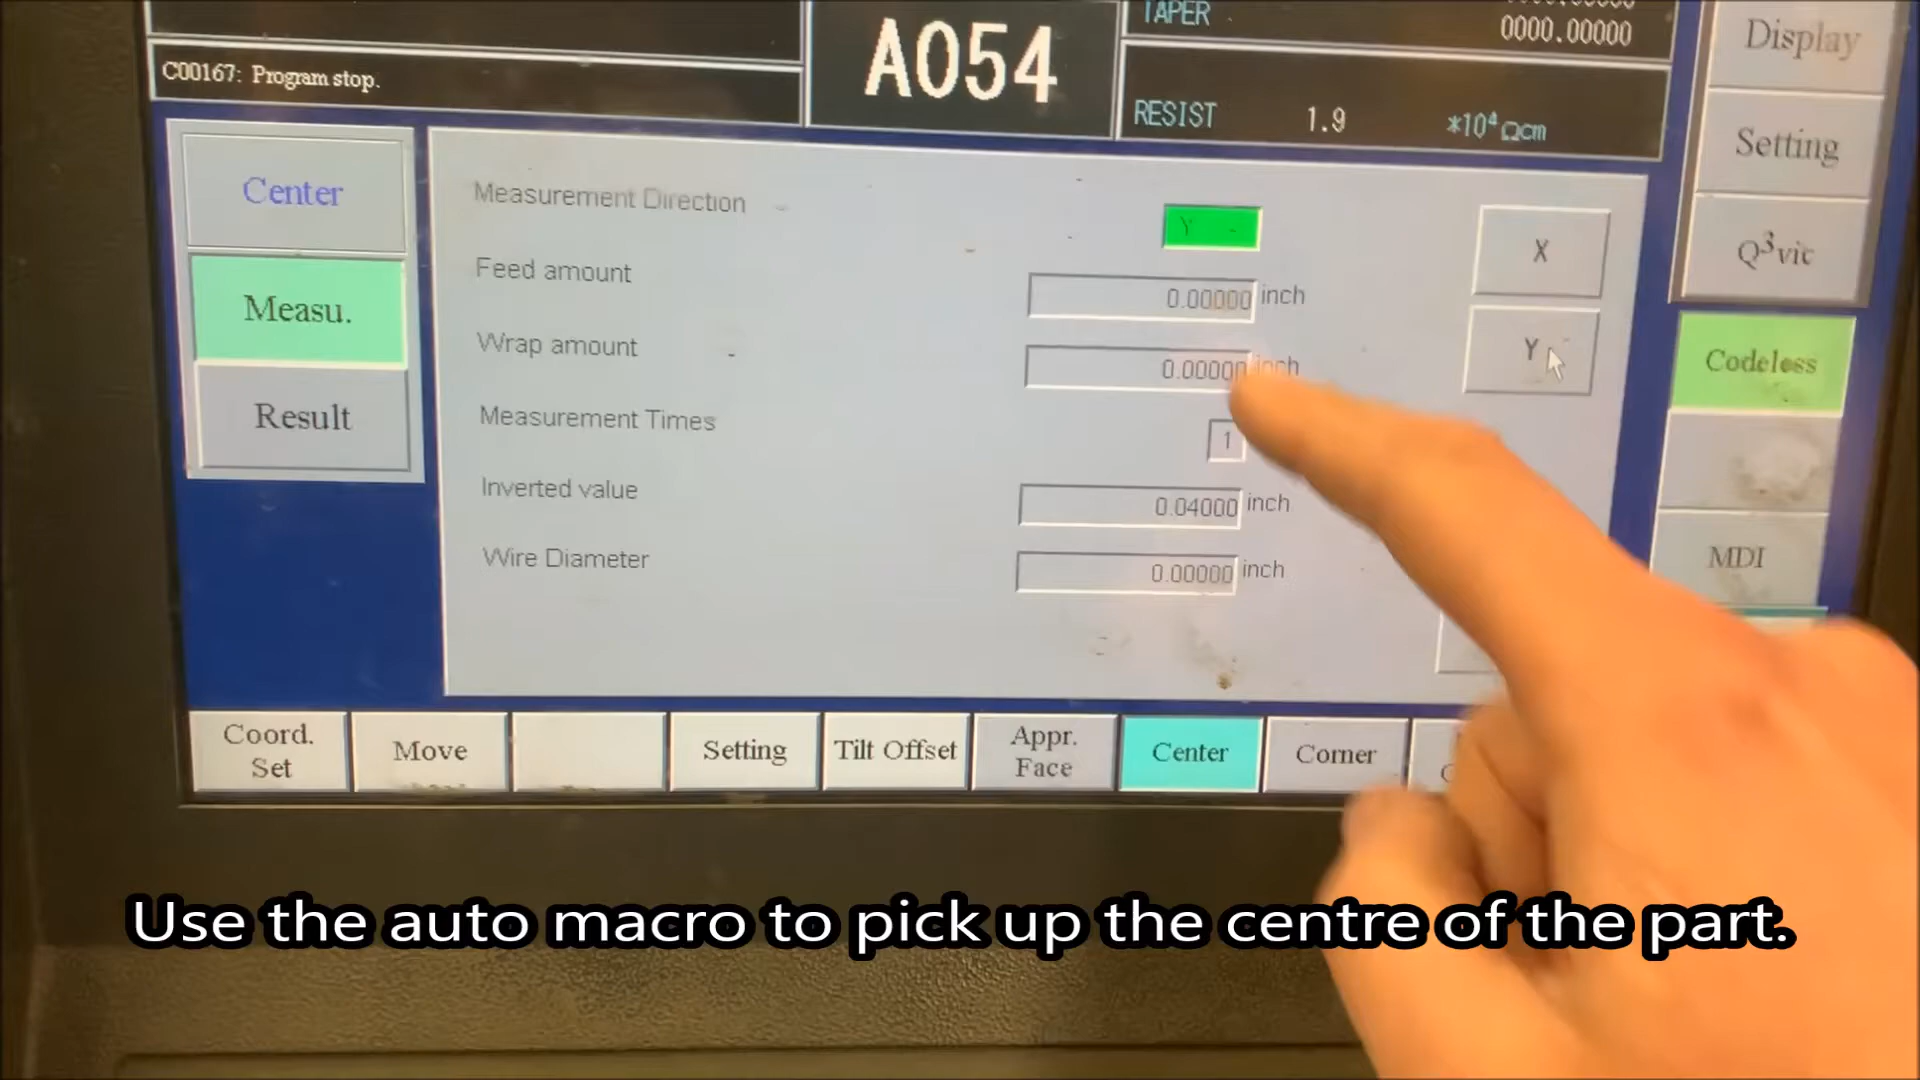 TAPER
0000.00000
Display
C00167: Program stop.
A054
RESIST 1.9 *10⁴ Ωcm
Setting
Q³vic
Center
Measu.
Result
Measurement Direction Y
X
Feed amount 0.00000 inch
Y
Wrap amount 0.00000 inch
Measurement Times 1
Inverted value 0.04000 inch
Wire Diameter 0.00000 inch
Codeless
MDI
Coord. Set
Move
Setting
Tilt Offset
Appr. Face
Center
Corner
Use the auto macro to pick up the centre of the part.